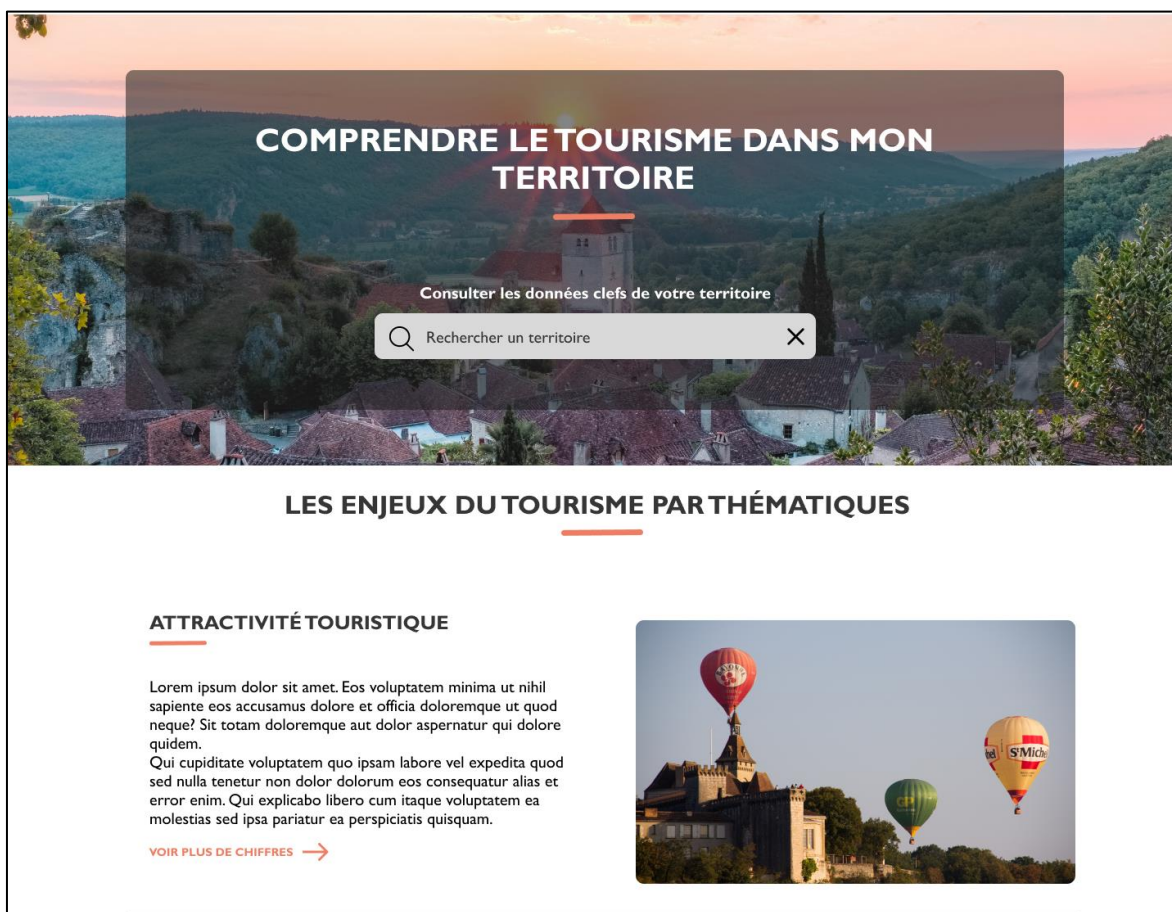 COMPRENDRE LE TOURISME DANS MON
TERRITOIRE
Consulter les données clefs de votre territoire
Rechercher un territoire
LES ENJEUX DU TOURISME PAR THÉMATIQUES
ATTRACTIVITÉ TOURISTIQUE
Lorem ipsum dolor sit amet. Eos voluptatem minima ut nihil
sapiente eos accusamus dolore et officia doloremque ut quod
neque? Sit totam doloremque aut dolor aspernatur qui dolore
quidem.
Qui cupiditate voluptatem quo ipsam labore vel expedita quod
sed nulla tenetur non dolor dolorum eos consequatur alias et
error enim. Qui explicabo libero cum itaque voluptatem ea
molestias sed ipsa pariatur ea perspiciatis quisquam.
VOIR PLUS DE CHIFFRES